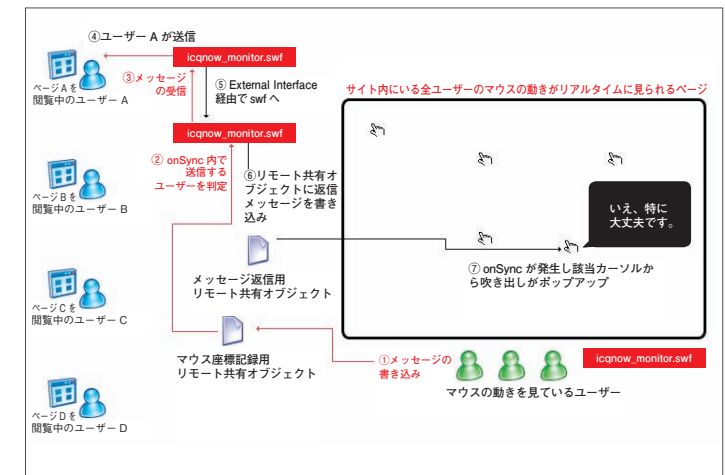 ④ユーザー A が送信
icqnow_monitor.swf
ページ A を
閲覧中のユーザー A
③メッセージ
の受信
⑤ External Interface
経由で swf へ
サイト内にいる全ユーザーのマウスの動きがリアルタイムに見られるページ
icqnow_monitor.swf
② onSync 内で
送信する
ユーザーを判定
⑥リモート共有オ
ブジェクトに返信
メッセージを書き
込み
ページ B を
閲覧中のユーザー B
いえ、特に
大丈夫です。
⑦ onSync が発生し該当カーソルか
ら吹き出しがポップアップ
メッセージ返信用
リモート共有オブジェクト
ページ C を
閲覧中のユーザー C
マウス座標記録用
リモート共有オブジェクト
①メッセージの
書き込み
icqnow_monitor.swf
マウスの動きを見ているユーザー
ページ D を
閲覧中のユーザー D